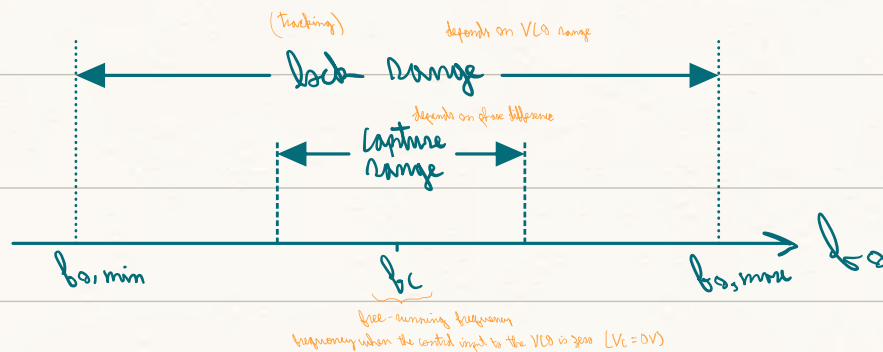 (tracking)
depends on VCO range
lock range
depends on phase difference
capture
range
fo
fo, min
fc
fo, max
free-running frequency
frequency when the control input to the VCO is zero (Vc = 0V)